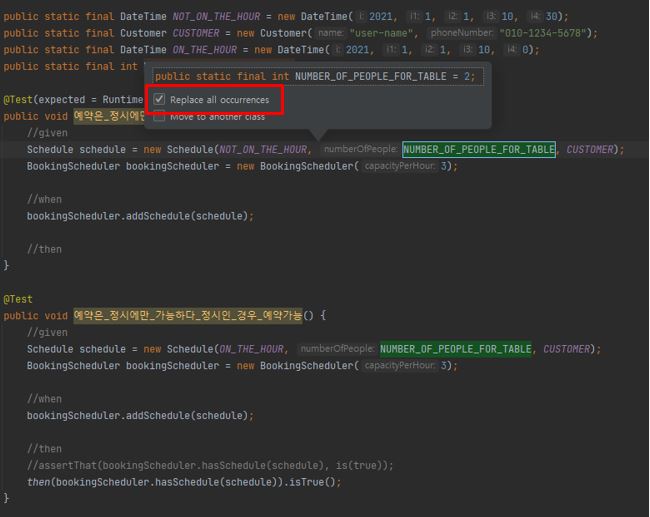 public static final DateTime NOT_ON_THE_HOUR = new DateTime( i: 2021, i1: 1, i2: 1, i3: 10, i4: 30);
public static final Customer CUSTOMER = new Customer( name: "user-name", phoneNumber: "010-1234-5678");
public static final DateTime ON_THE_HOUR = new DateTime( i: 2021, i1: 1, i2: 1, i3: 10, i4: 0);
public static final int
public static final int NUMBER_OF_PEOPLE_FOR_TABLE = 2;
@Test(expected = Runtime
Replace all occurrences
public void 예약은_정시에만
Move to another class
//given
Schedule schedule = new Schedule(NOT_ON_THE_HOUR, numberOfPeople: NUMBER_OF_PEOPLE_FOR_TABLE, CUSTOMER);
BookingScheduler bookingScheduler = new BookingScheduler( capacityPerHour: 3);
//when
bookingScheduler.addSchedule(schedule);
//then
}
@Test
public void 예약은_정시에만_가능하다_정시인_경우_예약가능() {
//given
Schedule schedule = new Schedule(ON_THE_HOUR, numberOfPeople: NUMBER_OF_PEOPLE_FOR_TABLE, CUSTOMER);
BookingScheduler bookingScheduler = new BookingScheduler( capacityPerHour: 3);
//when
bookingScheduler.addSchedule(schedule);
//then
//assertThat(bookingScheduler.hasSchedule(schedule), is(true));
then(bookingScheduler.hasSchedule(schedule)).isTrue();
}